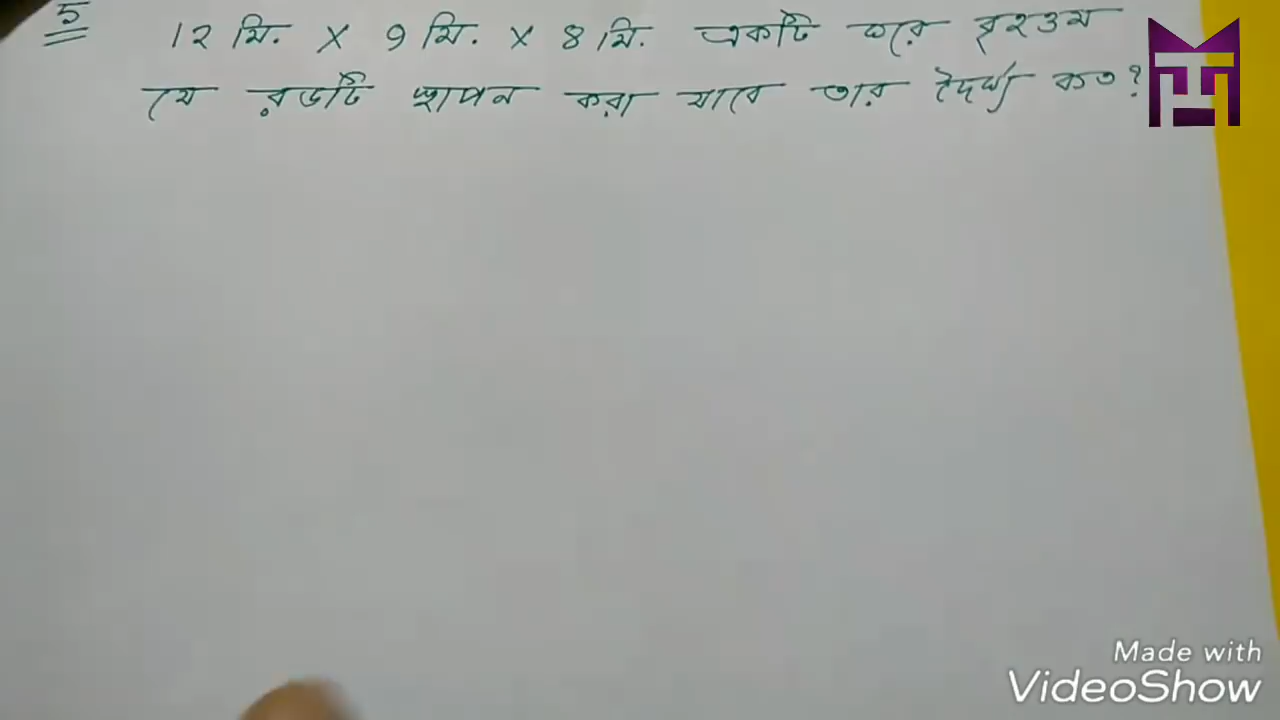 5
12 মি. X 9 মি. X 8 মি. একটি ঘরে বৃহত্তম
যে রডটি স্থাপন করা যাবে তার দৈর্ঘ্য কত?
Made with
VideoShow